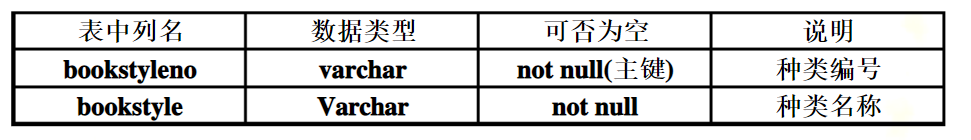 表中列名 数据类型 可否为空 说明
bookstyleno varchar not null(主键) 种类编号
bookstyle Varchar not null 种类名称